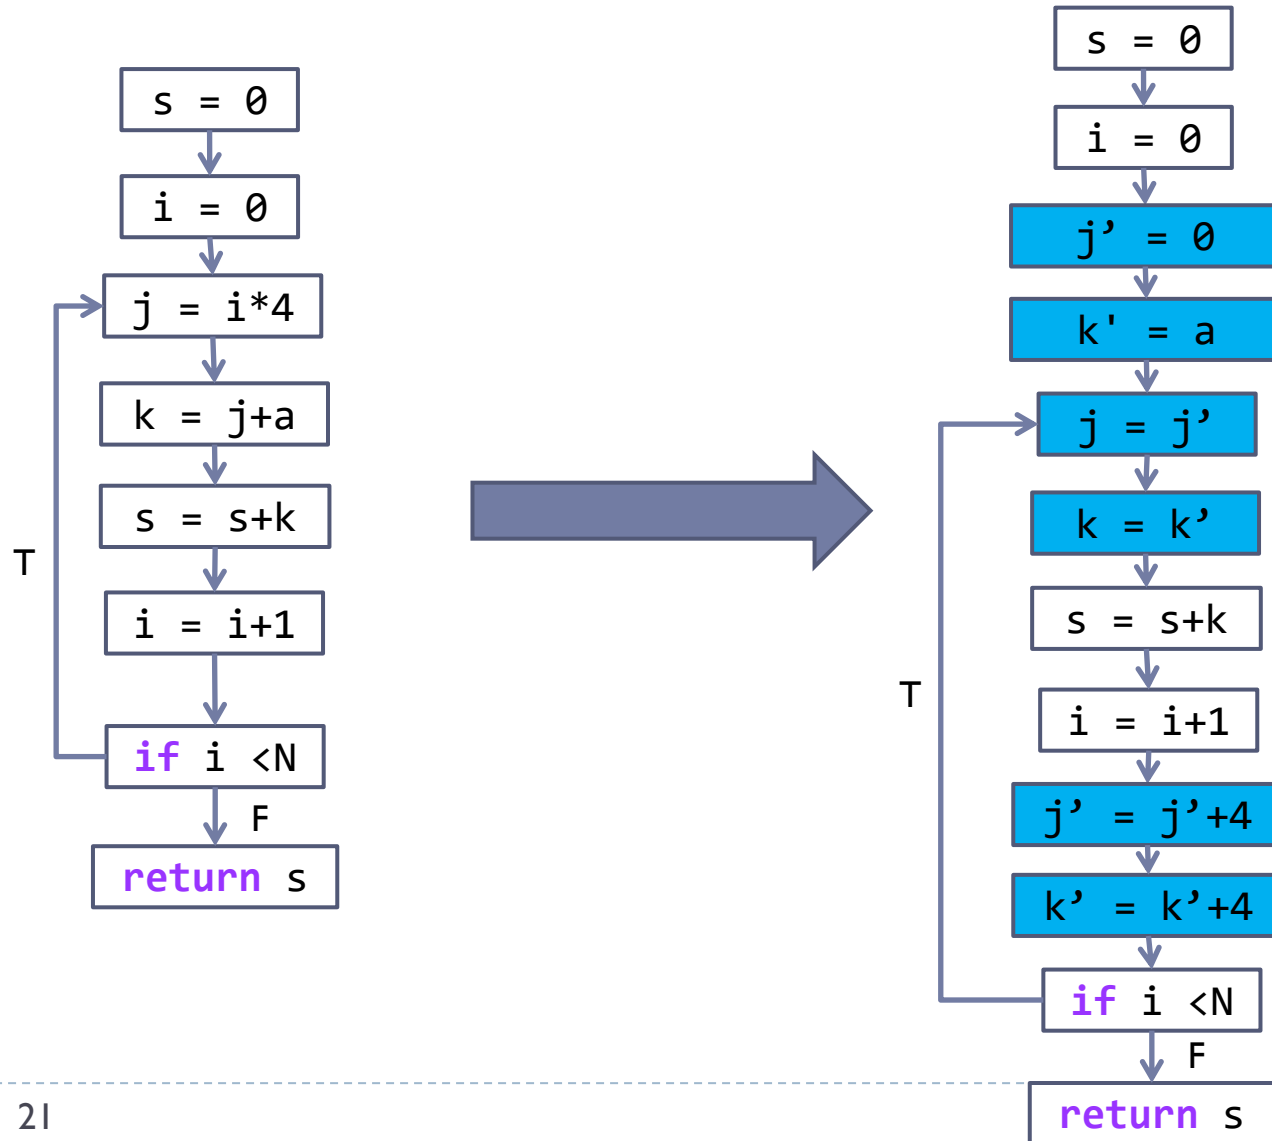 s = 0
i = 0
j = i*4
k = j+a
s = s+k
i = i+1
T
if i <N
F
return s
s = 0
i = 0
j’ = 0
k' = a
j = j’
k = k’
s = s+k
T
i = i+1
j’ = j’+4
k’ = k’+4
if i <N
F
return s
21